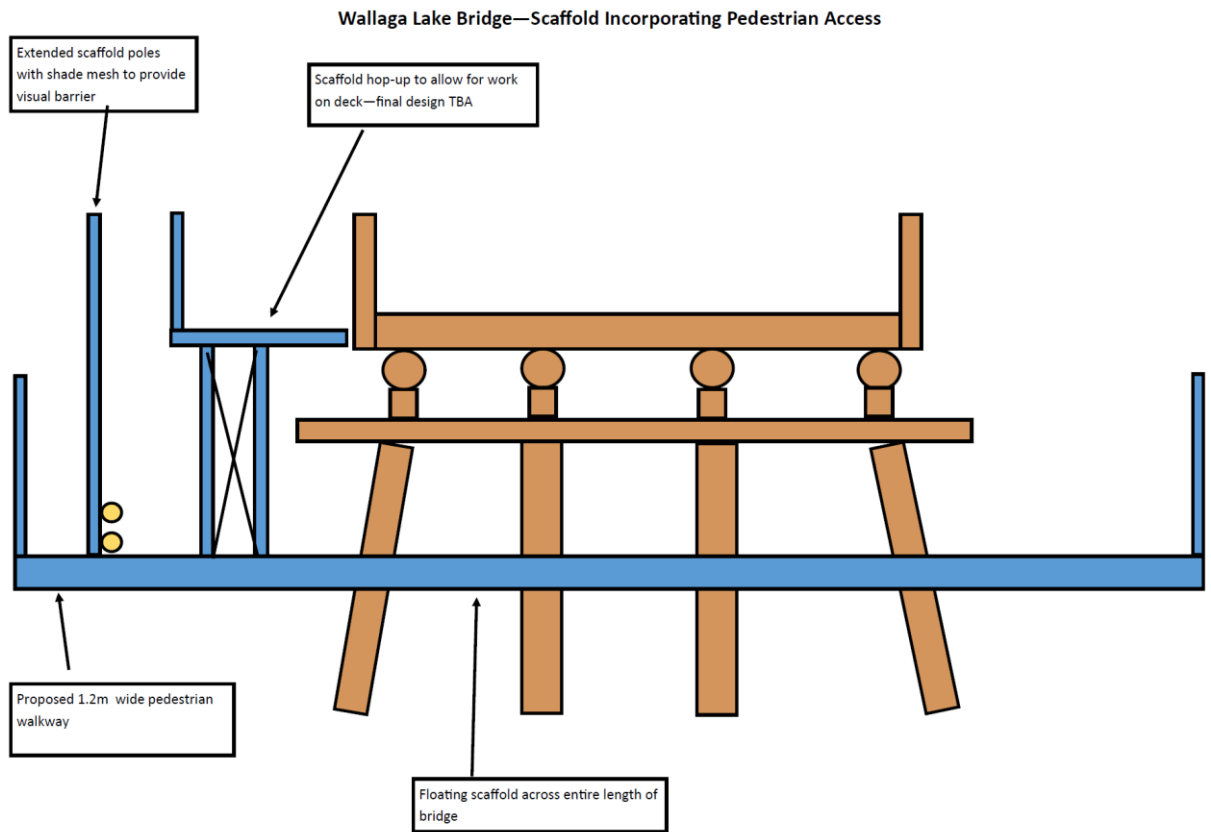 Wallaga Lake Bridge—Scaffold Incorporating Pedestrian Access
Extended scaffold poles
with shade mesh to provide
visual barrier
Scaffold hop-up to allow for work
on deck—final design TBA
Proposed 1.2m  wide pedestrian
walkway
Floating scaffold across entire length of
bridge